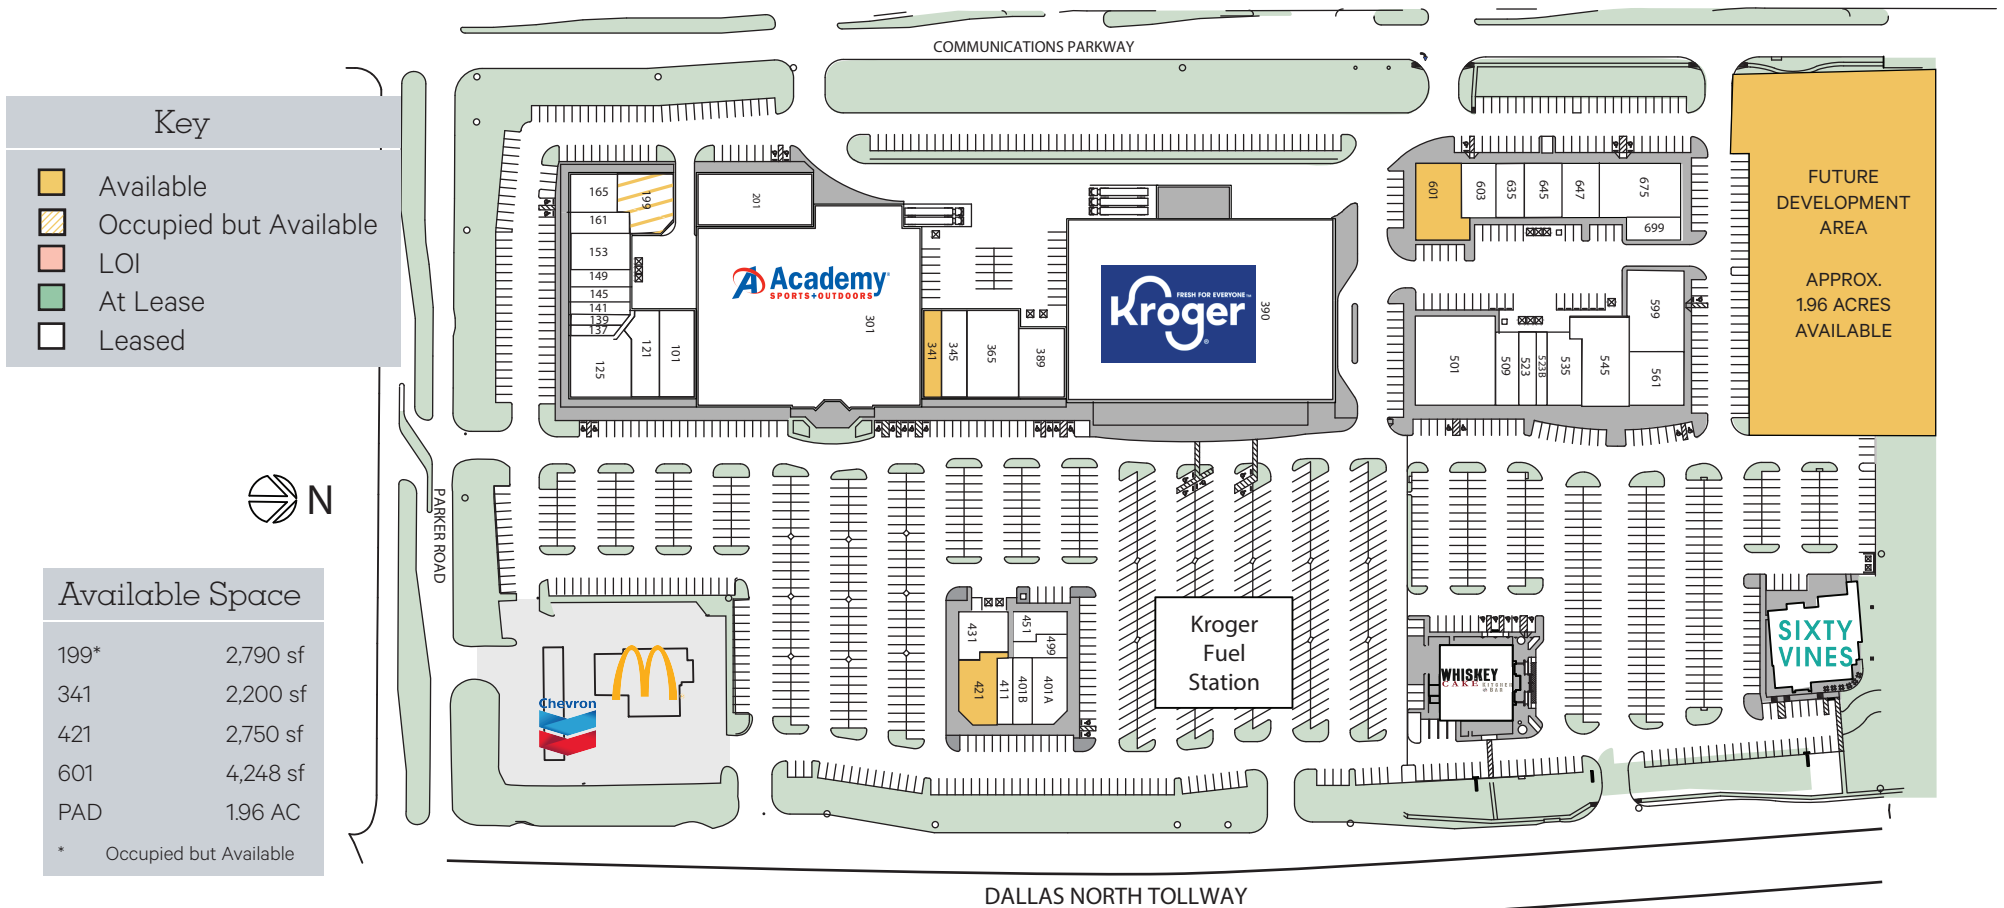 COMMUNICATIONS PARKWAY
Key
Available
Occupied but Available
LOI
At Lease
Leased
N
PARKER ROAD
Available Space
199* 2,790 sf
341 2,200 sf
421 2,750 sf
601 4,248 sf
PAD 1.96 AC
* Occupied but Available
165
199
161
153
149
145
141
139
137
125
121
101
201
Academy
SPORTS+OUTDOORS
301
341
345
365
389
FRESH FOR EVERYONE™
Kroger
390
601
603
635
645
647
675
699
501
509
523
523B
535
545
599
561
FUTURE
DEVELOPMENT
AREA
APPROX.
1.96 ACRES
AVAILABLE
Chevron
431
451
499
421
411
401B
401A
Kroger
Fuel
Station
WHISKEY
CAKE KITCHEN
& BAR
SIXTY
VINES
DALLAS NORTH TOLLWAY